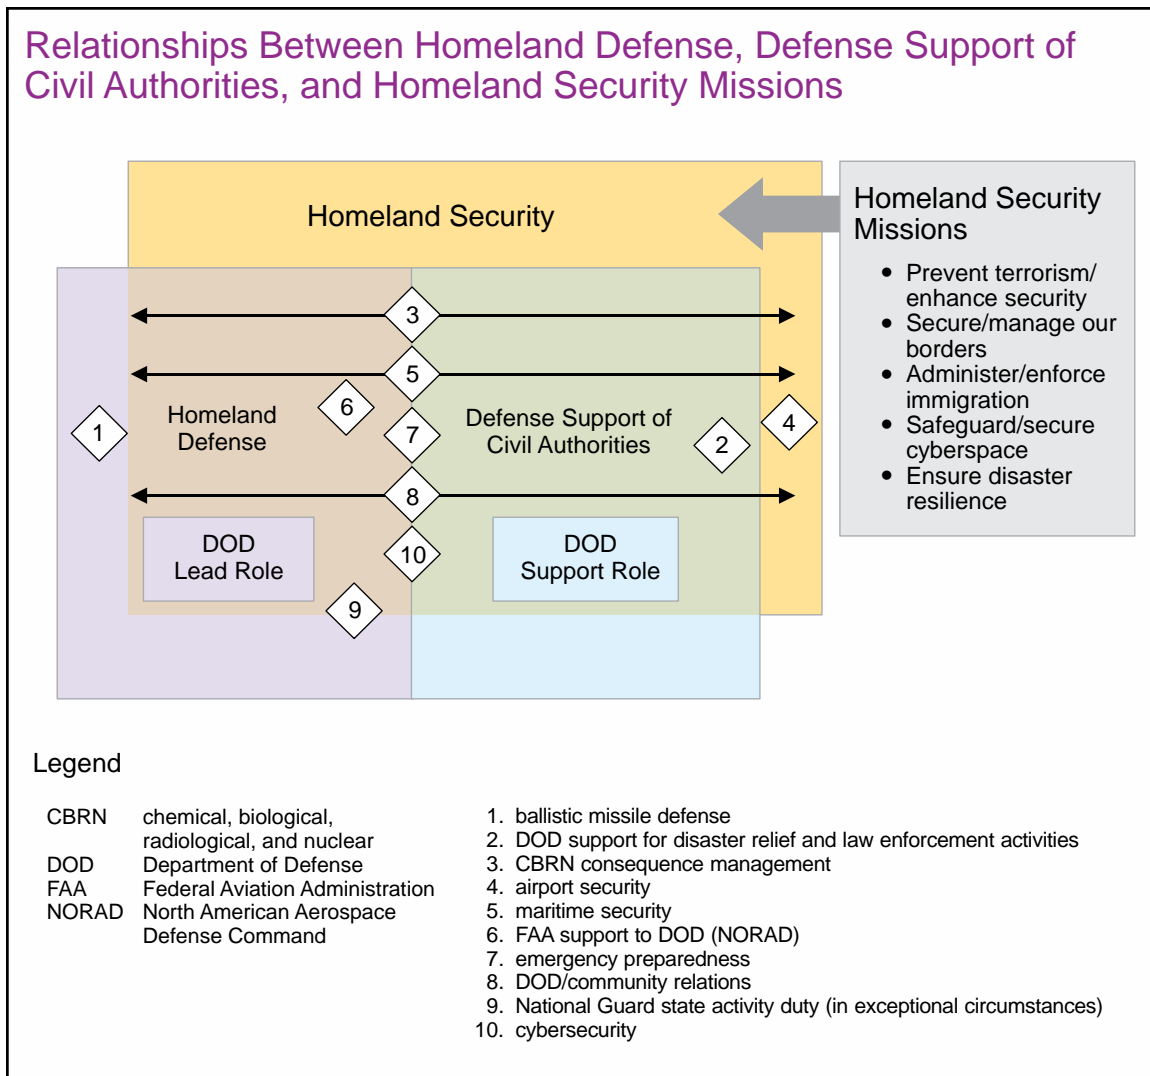 Relationships Between Homeland Defense, Defense Support of
Civil Authorities, and Homeland Security Missions
Homeland Security
Homeland Security
Missions
• Prevent terrorism/
enhance security
• Secure/manage our
borders
• Administer/enforce
immigration
• Safeguard/secure
cyberspace
• Ensure disaster
resilience
3
5
6
1
Homeland
Defense
7
Defense Support of
Civil Authorities
2
4
8
DOD
Lead Role
10
DOD
Support Role
9
Legend
CBRN chemical, biological,
radiological, and nuclear
DOD Department of Defense
FAA Federal Aviation Administration
NORAD North American Aerospace
Defense Command
1. ballistic missile defense
2. DOD support for disaster relief and law enforcement activities
3. CBRN consequence management
4. airport security
5. maritime security
6. FAA support to DOD (NORAD)
7. emergency preparedness
8. DOD/community relations
9. National Guard state activity duty (in exceptional circumstances)
10. cybersecurity